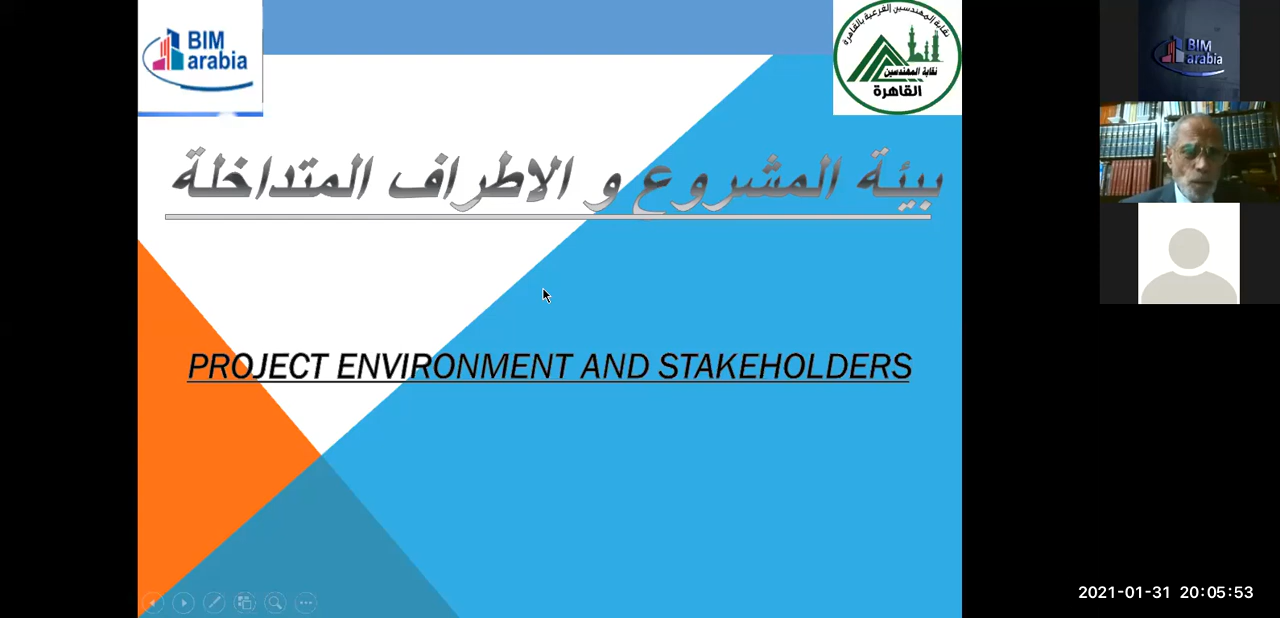 BIM
arabia
نقابة المهندسين الفرعية بالقاهرة
نقابة المهندسين
القاهرة
BIM
arabia
بيئة المشروع و الاطراف المتداخلة
PROJECT ENVIRONMENT AND STAKEHOLDERS
2021-01-31 20:05:53